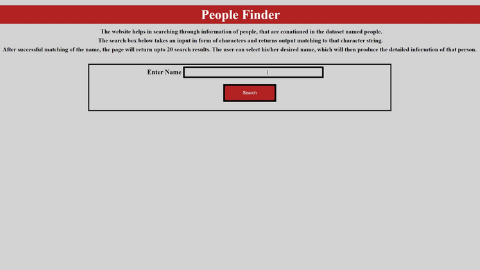 People Finder
The website helps in searching through information of people, that are conatined in the dataset named people.
The search box below takes an input in form of characters and returns output matching to that character string.
After successful matching of the name, the page will return upto 20 search results. The user can select his/her desired name, which will then produce the detailed information of that person.
Enter Name
Search